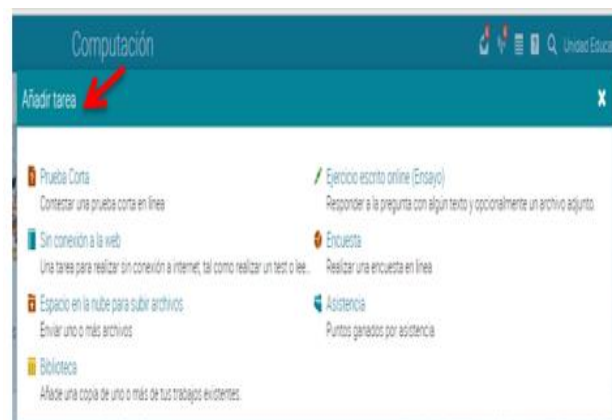 Computación
Unidad Educa
Añadir tarea
Prueba Corta
Contestar una prueba corta en línea
Sin conexión a la web
Una tarea para realizar sin conexión a internet, tal como realizar un test o lee...
Espacio en la nube para subir archivos
Enviar uno o más archivos
Biblioteca
Añade una copia de uno o más de tus trabajos existentes.
Ejercicio escrito online (Ensayo)
Responder a la pregunta con algún texto y opcionalmente un archivo adjunto.
Encuesta
Realizar una encuesta en línea
Asistencia
Puntos ganados por asistencia